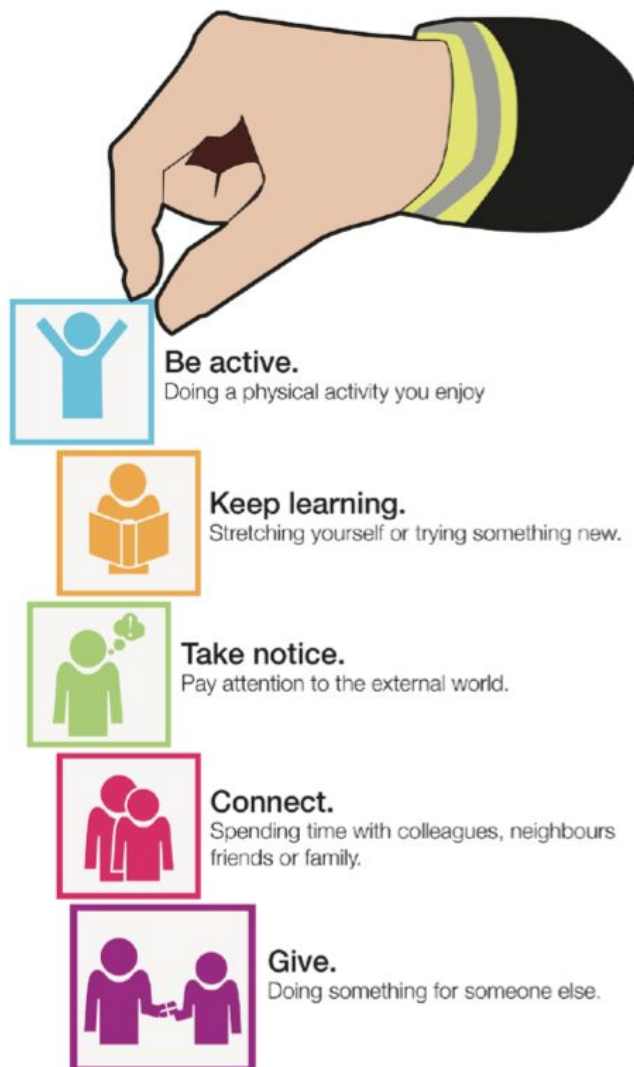 Be active.
Doing a physical activity you enjoy
Keep learning.
Stretching yourself or trying something new.
Take notice.
Pay attention to the external world.
Connect.
Spending time with colleagues, neighbours
friends or family.
Give.
Doing something for someone else.